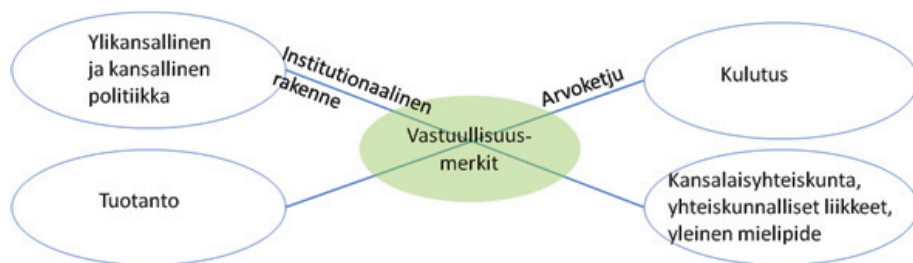 Ylikansallinen
ja kansallinen
politiikka
Institutionaalinen
rakenne
Arvoketju
Kulutus
Vastuullisuus-
merkit
Tuotanto
Kansalaisyhteiskunta,
yhteiskunnalliset liikkeet,
yleinen mielipide